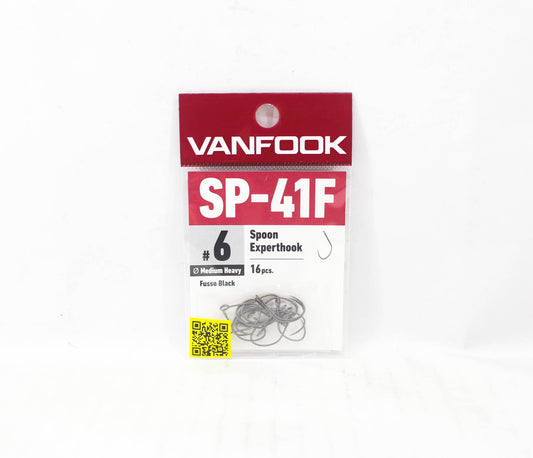 VANFOOK
SP-41F
#6
Spoon
Experthook
Ø Medium Heavy
16pcs.
Fusso Black